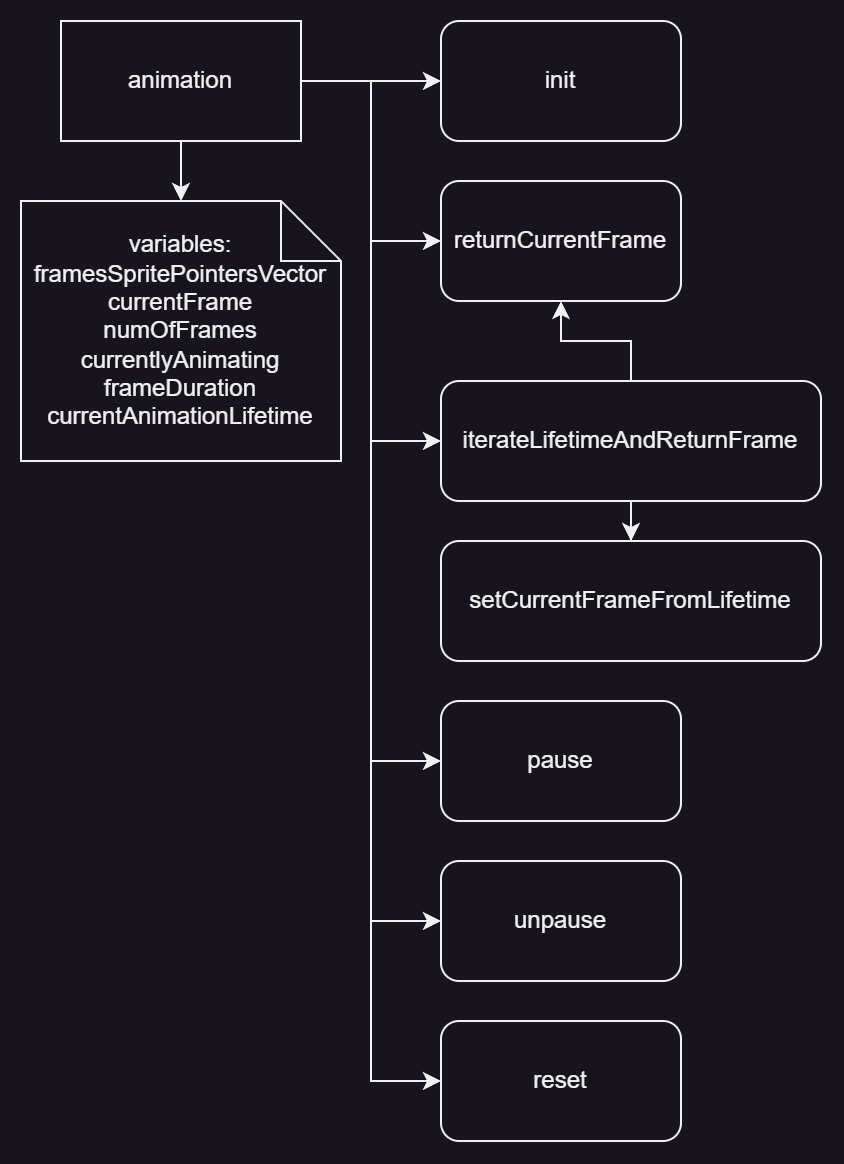 animation
init
variables:
framesSpritePointersVector
currentFrame
numOfFrames
currentlyAnimating
frameDuration
currentAnimationLifetime
returnCurrentFrame
iterateLifetimeAndReturnFrame
setCurrentFrameFromLifetime
pause
unpause
reset